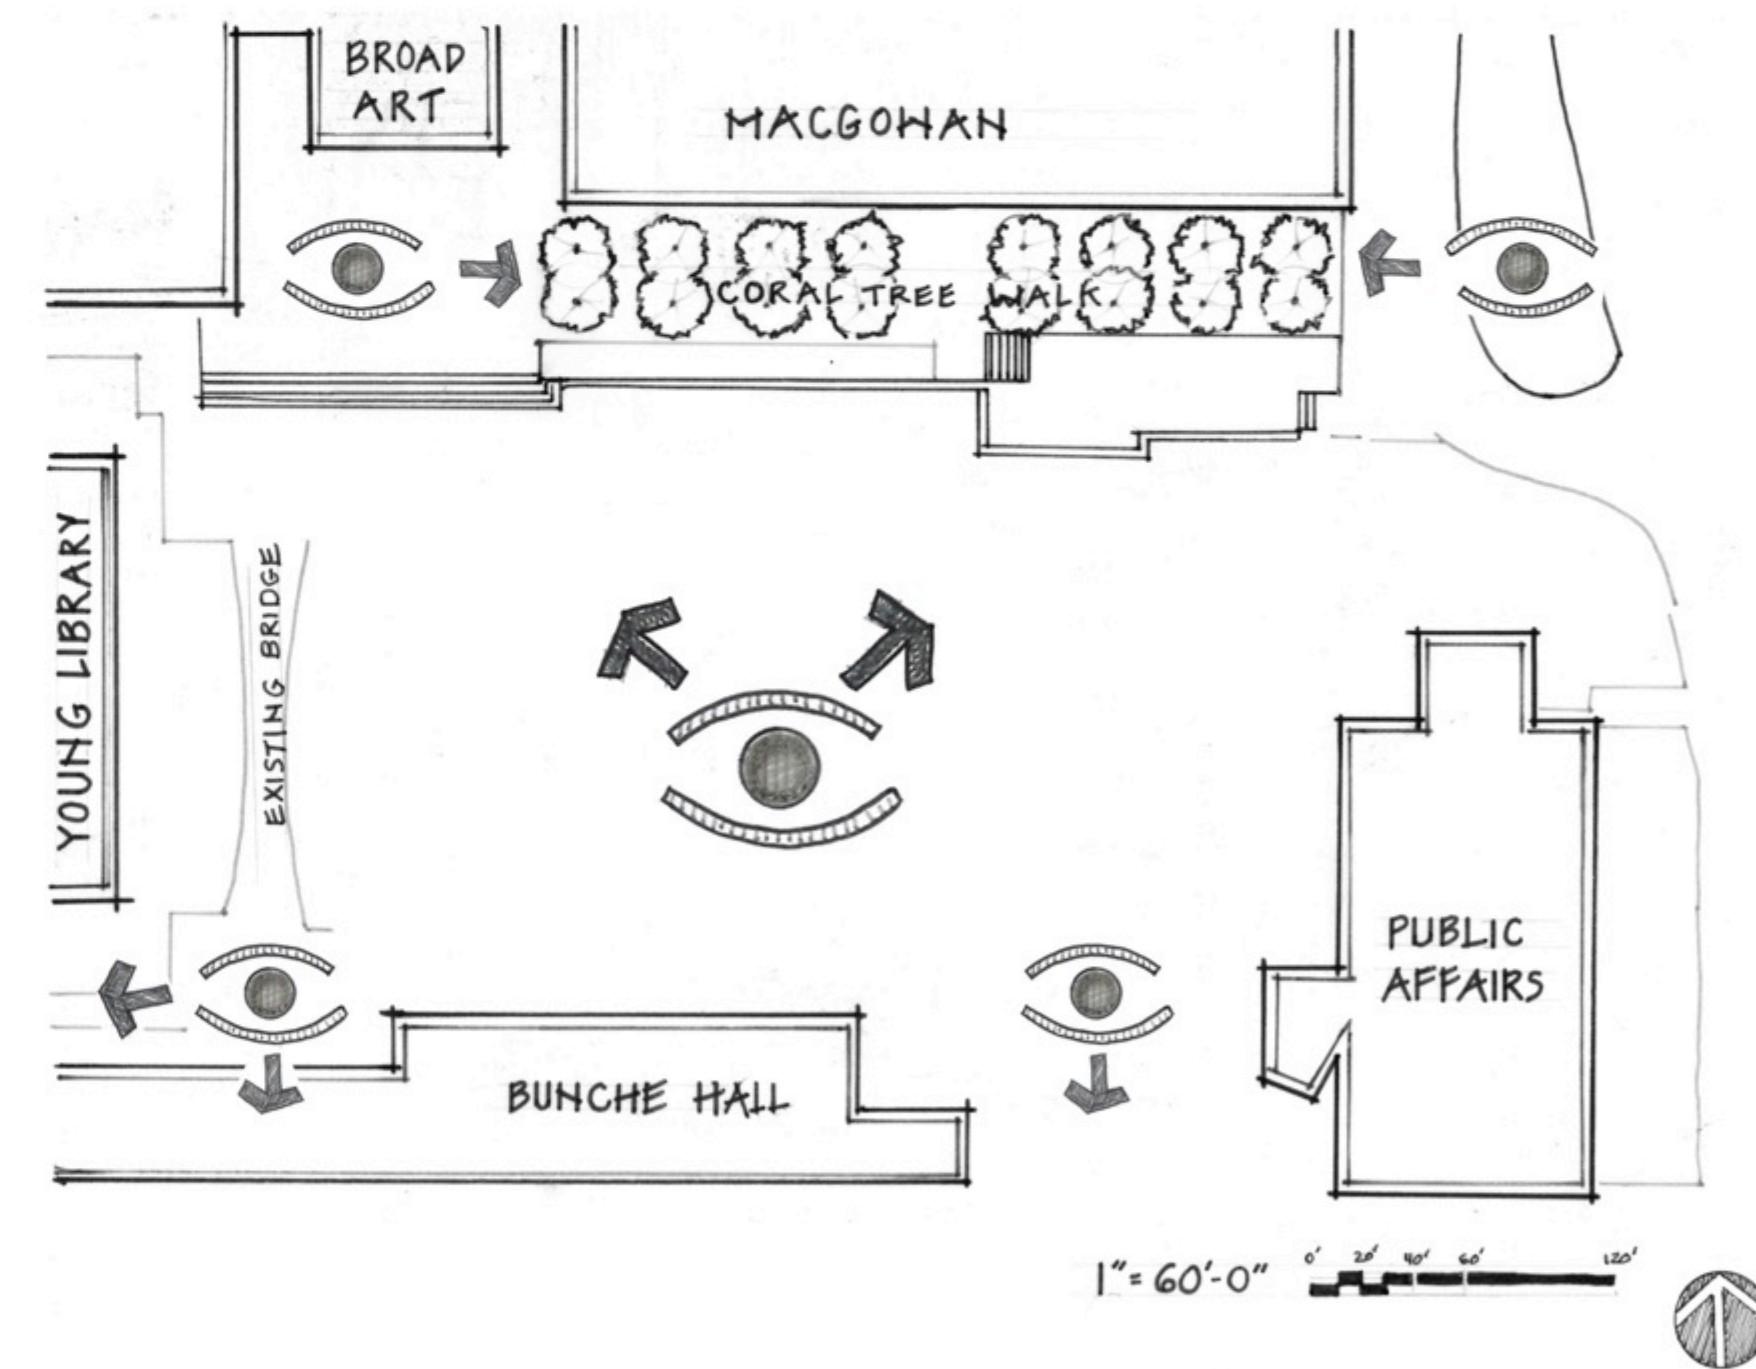 BROAD
ART
MACGOWAN
CORAL TREE WALK
YOUNG LIBRARY
EXISTING BRIDGE
PUBLIC
AFFAIRS
BUNCHE HALL
1"= 60'-0"
0' 20' 40' 60' 120'